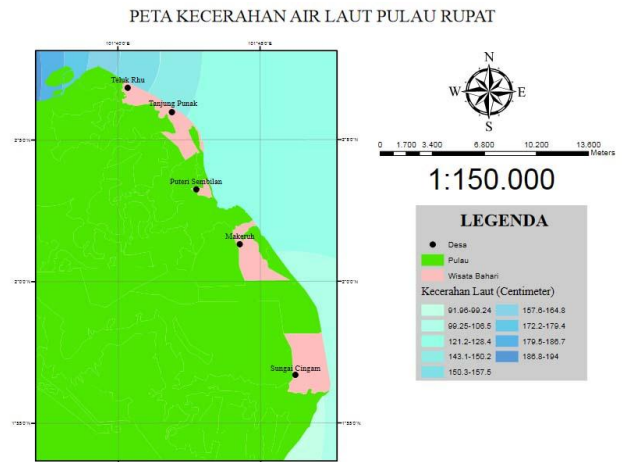 PETA KECERAHAN AIR LAUT PULAU RUPAT
N
W E
S
0 1.700 3.400 6.800 10.200 13.600
Meters
1:150.000
LEGENDA
Desa
Pulau
Wisata Bahari
Kecerahan Laut (Centimeter)
91.96-99.24 157.6-164.8
99.25-106.5 172.2-179.4
121.2-128.4 179.5-186.7
143.1-150.2 186.8-194
150.3-157.5
Teluk Rhu
Tanjung Punak
Puteri Sembilan
Makeruh
Sungai Cingam